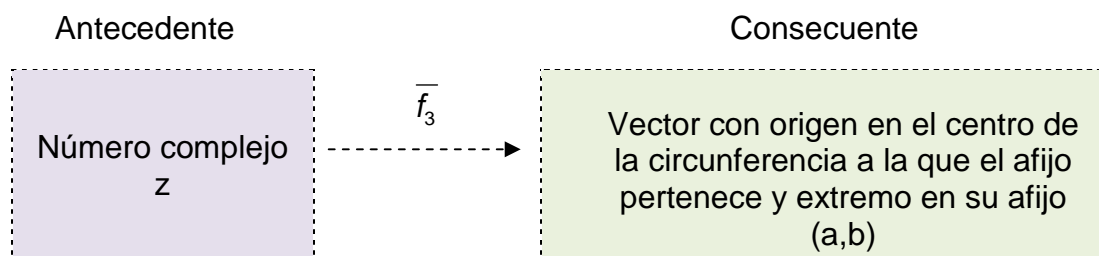 Antecedente
Consecuente
f̅₃
Número complejo
z
Vector con origen en el centro de
la circunferencia a la que el afijo
pertenece y extremo en su afijo
(a,b)